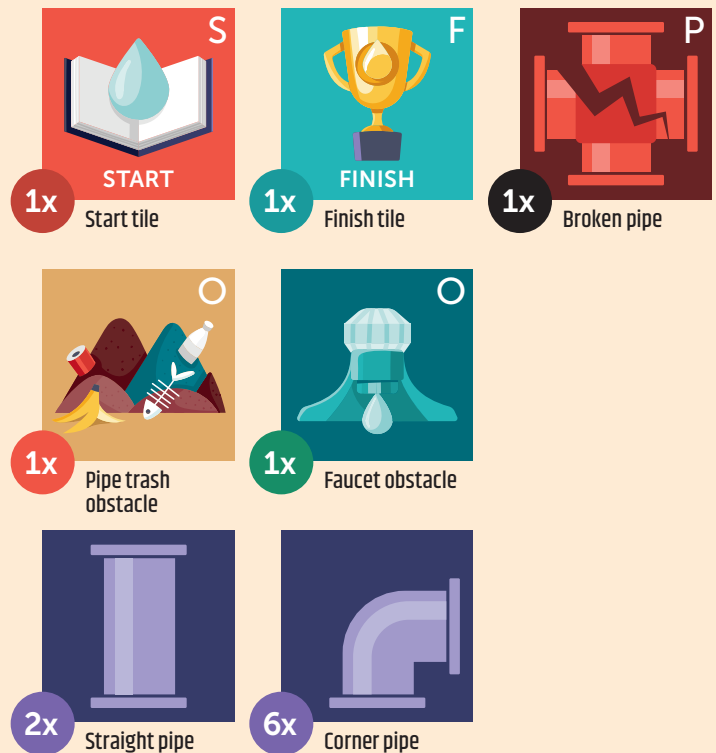 S
START
1x
Start tile
F
FINISH
1x
Finish tile
P
1x
Broken pipe
O
1x
Pipe trash
obstacle
O
1x
Faucet obstacle
2x
Straight pipe
6x
Corner pipe